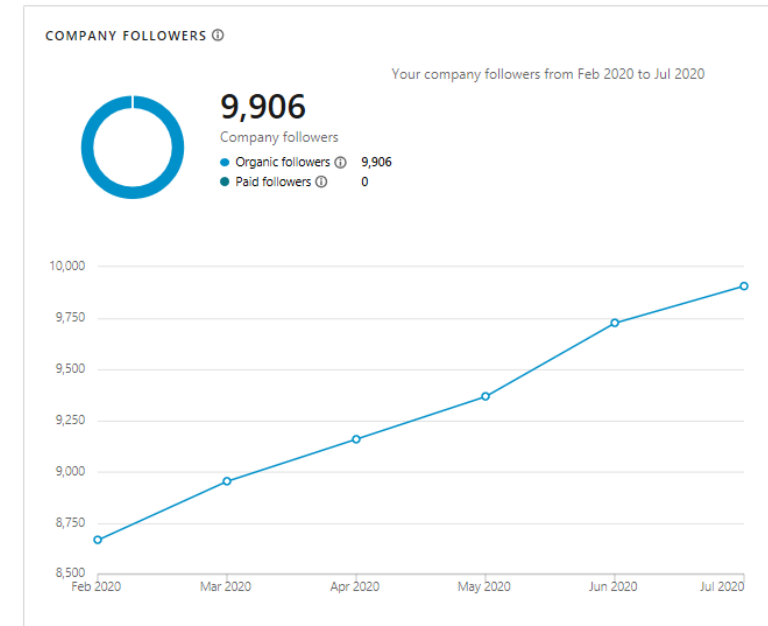 COMPANY FOLLOWERS ⓘ
Your company followers from Feb 2020 to Jul 2020
9,906
Company followers
Organic followers ⓘ 9,906
Paid followers ⓘ 0
10,000
9,750
9,500
9,250
9,000
8,750
8,500
Feb 2020 Mar 2020 Apr 2020 May 2020 Jun 2020 Jul 2020